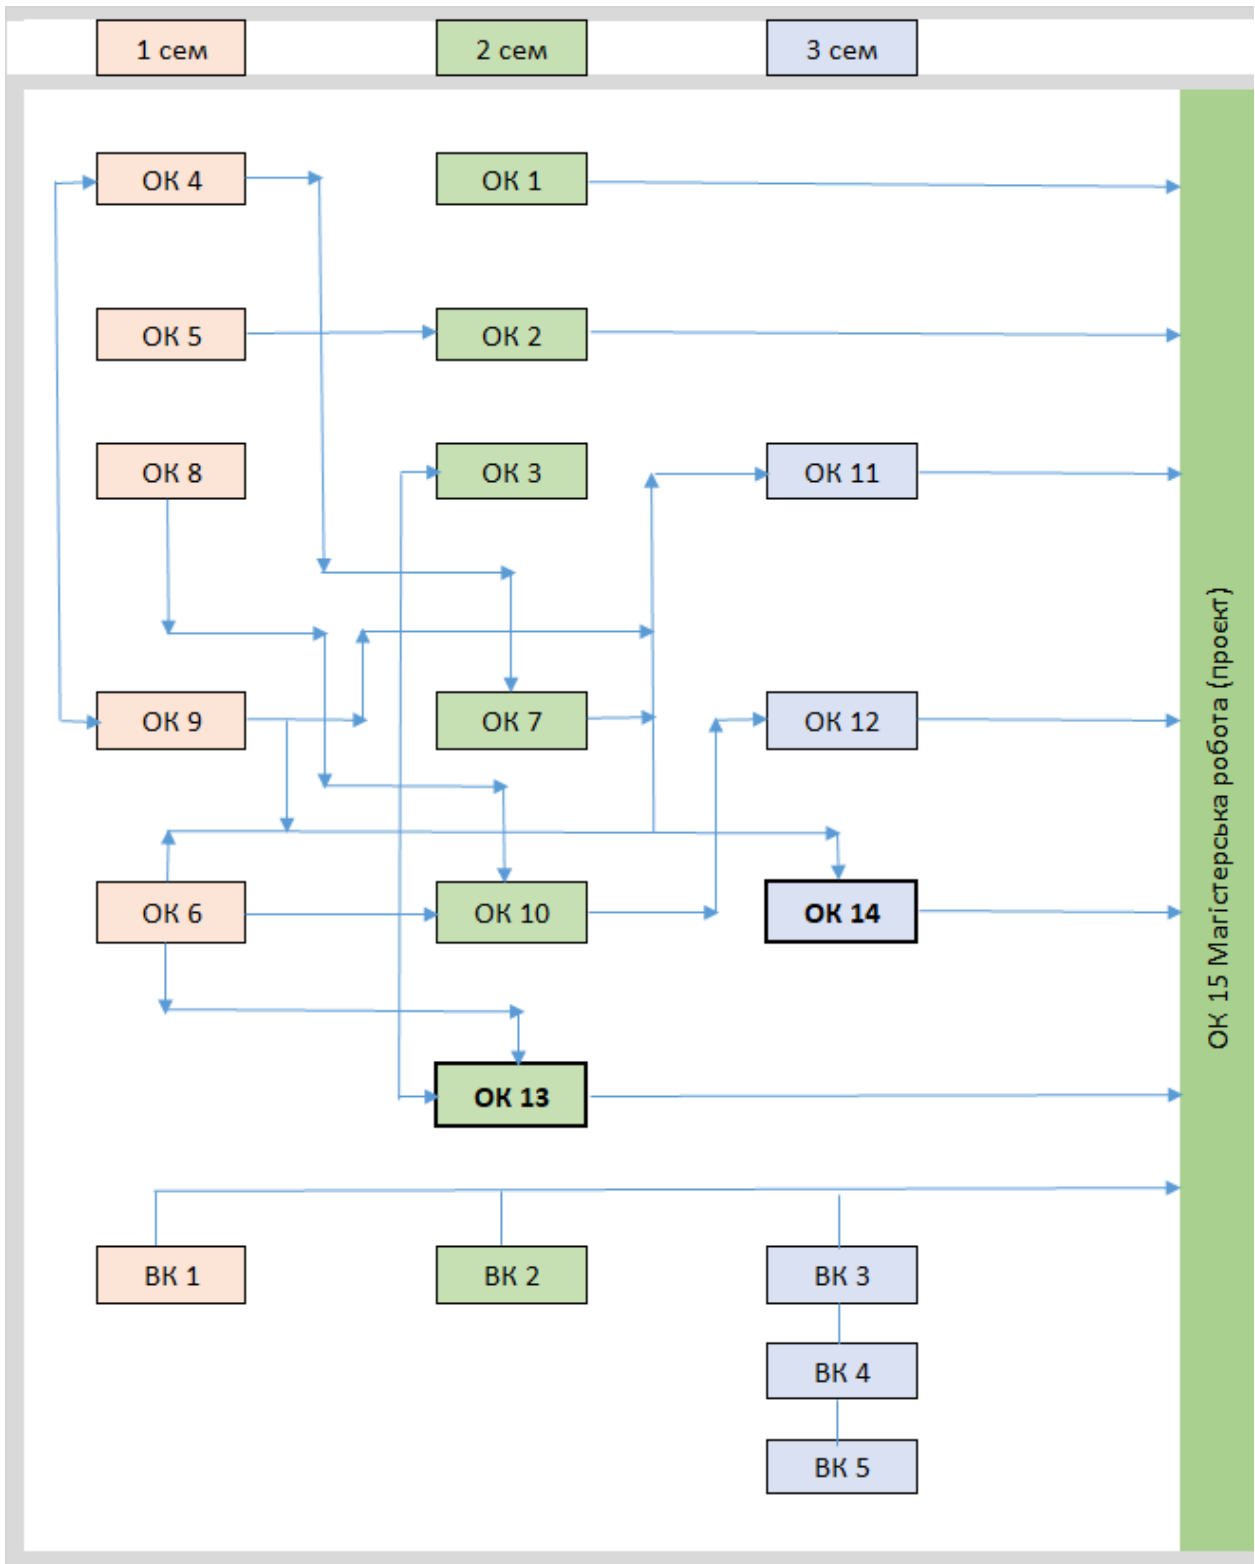 1 сем
2 сем
3 сем
ОК 4
ОК 1
ОК 5
ОК 2
ОК 8
ОК 3
ОК 11
ОК 9
ОК 7
ОК 12
ОК 6
ОК 10
ОК 14
ОК 13
ВК 1
ВК 2
ВК 3
ВК 4
ВК 5
ОК 15 Магістерська робота (проєкт)